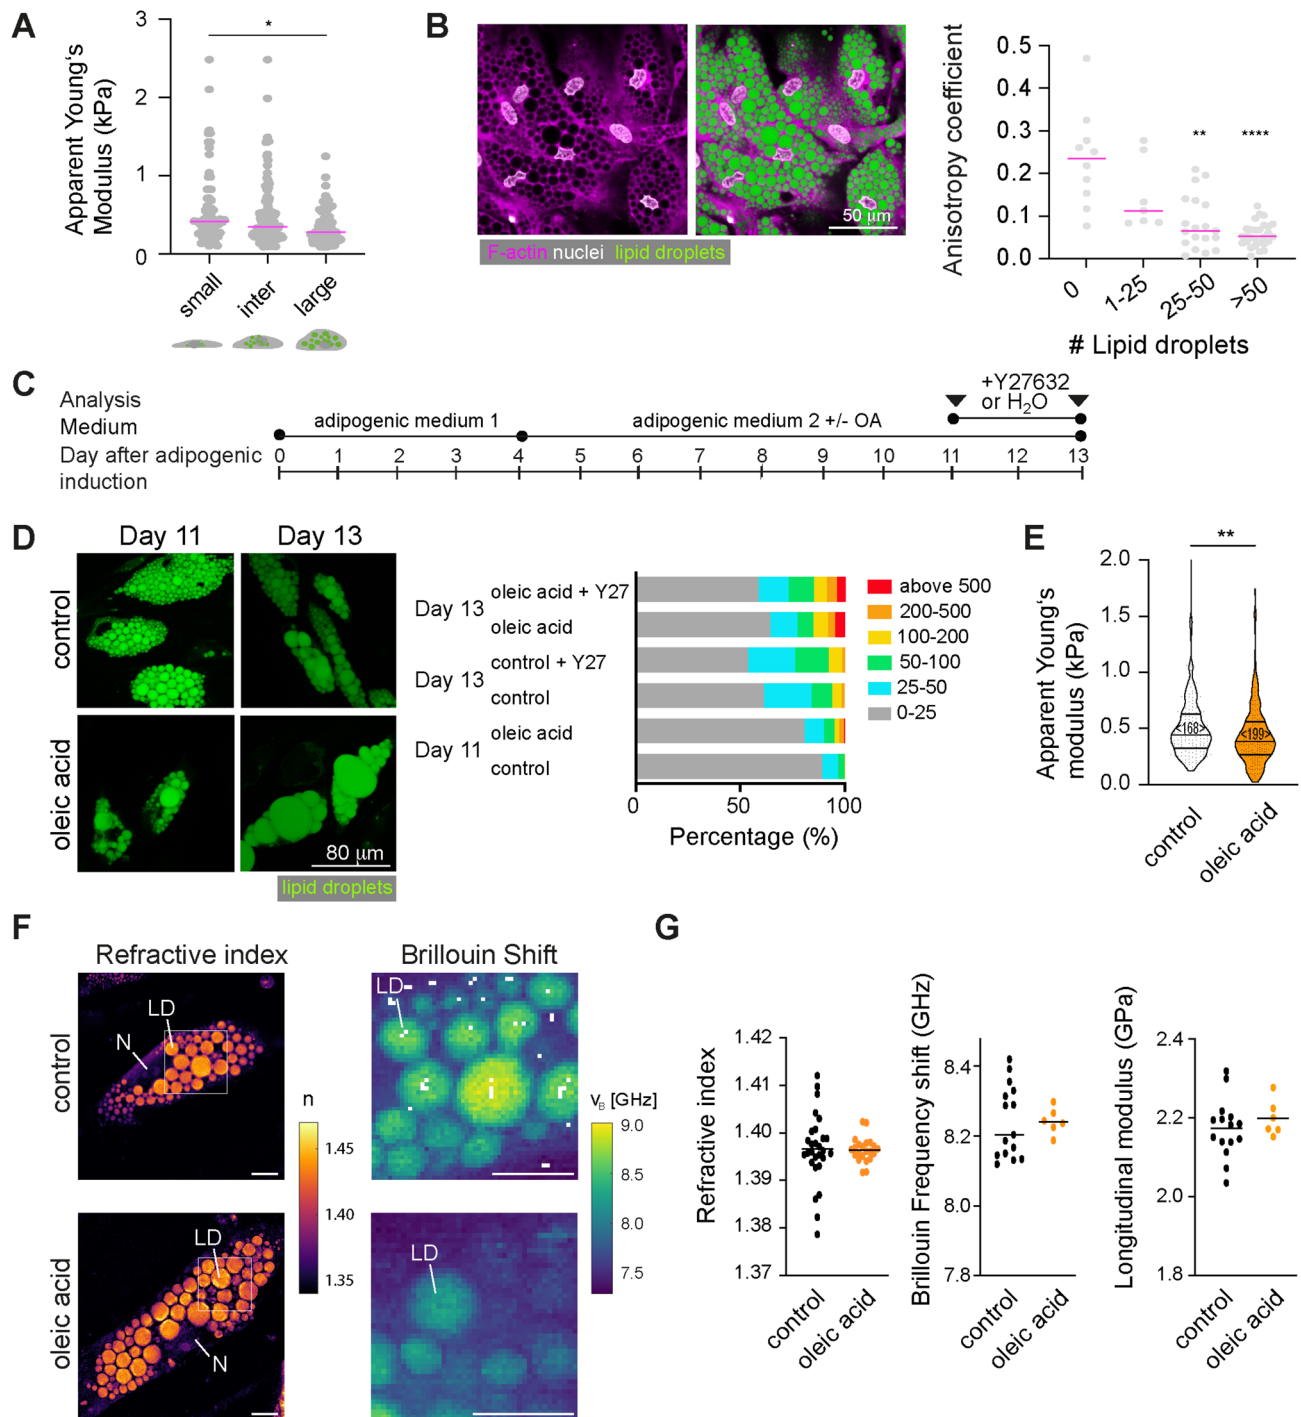 A
Apparent Young's
Modulus (kPa)
3
2
1
0
*
small
inter
large
B
F-actin nuclei lipid droplets
50 µm
Anisotropy coefficient
0.5
0.4
0.3
0.2
0.1
0.0
**
****
0
1-25
25-50
>50
# Lipid droplets
C
Analysis
Medium
Day after adipogenic
induction
adipogenic medium 1
adipogenic medium 2 +/- OA
+Y27632
or H2O
0 1 2 3 4 5 6 7 8 9 10 11 12 13
D
Day 11
Day 13
control
oleic acid
80 µm
lipid droplets
Day 13
oleic acid + Y27
oleic acid
Day 13
control + Y27
control
Day 11
oleic acid
control
0
50
100
Percentage (%)
above 500
200-500
100-200
50-100
25-50
0-25
E
Apparent Young's
modulus (kPa)
2.0
1.5
1.0
0.5
0.0
**
<168>
<199>
control
oleic acid
F
Refractive index
Brillouin Shift
control
oleic acid
LD
N
LD
n
1.45
1.40
1.35
νB [GHz]
9.0
8.5
8.0
7.5
LD
N
LD
G
Refractive index
1.42
1.41
1.40
1.39
1.38
1.37
control
oleic acid
Brillouin Frequency shift (GHz)
8.4
8.2
8.0
7.8
control
oleic acid
Longitudinal modulus (GPa)
2.4
2.2
2.0
1.8
control
oleic acid